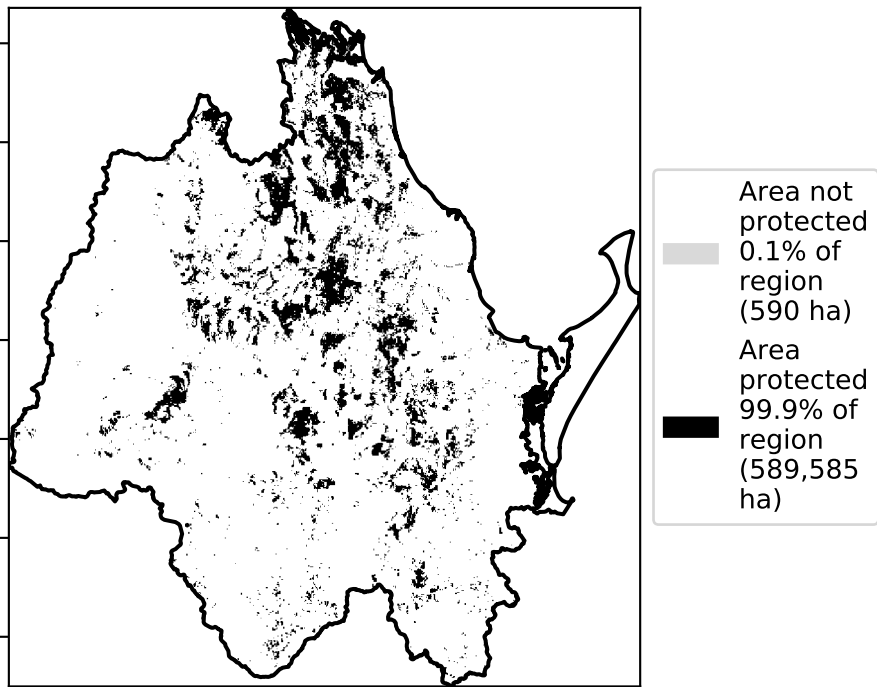 Area not
protected
0.1% of
region
(590 ha)
Area
protected
99.9% of
region
(589,585
ha)